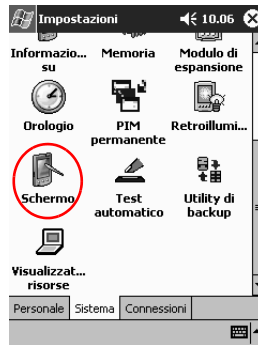 Impostazioni 10.06
Informazio... Memoria Modulo di
su espansione
Orologio PIM Retroillumi...
permanente
Schermo Test Utility di
automatico backup
Visualizzat...
risorse
Personale Sistema Connessioni